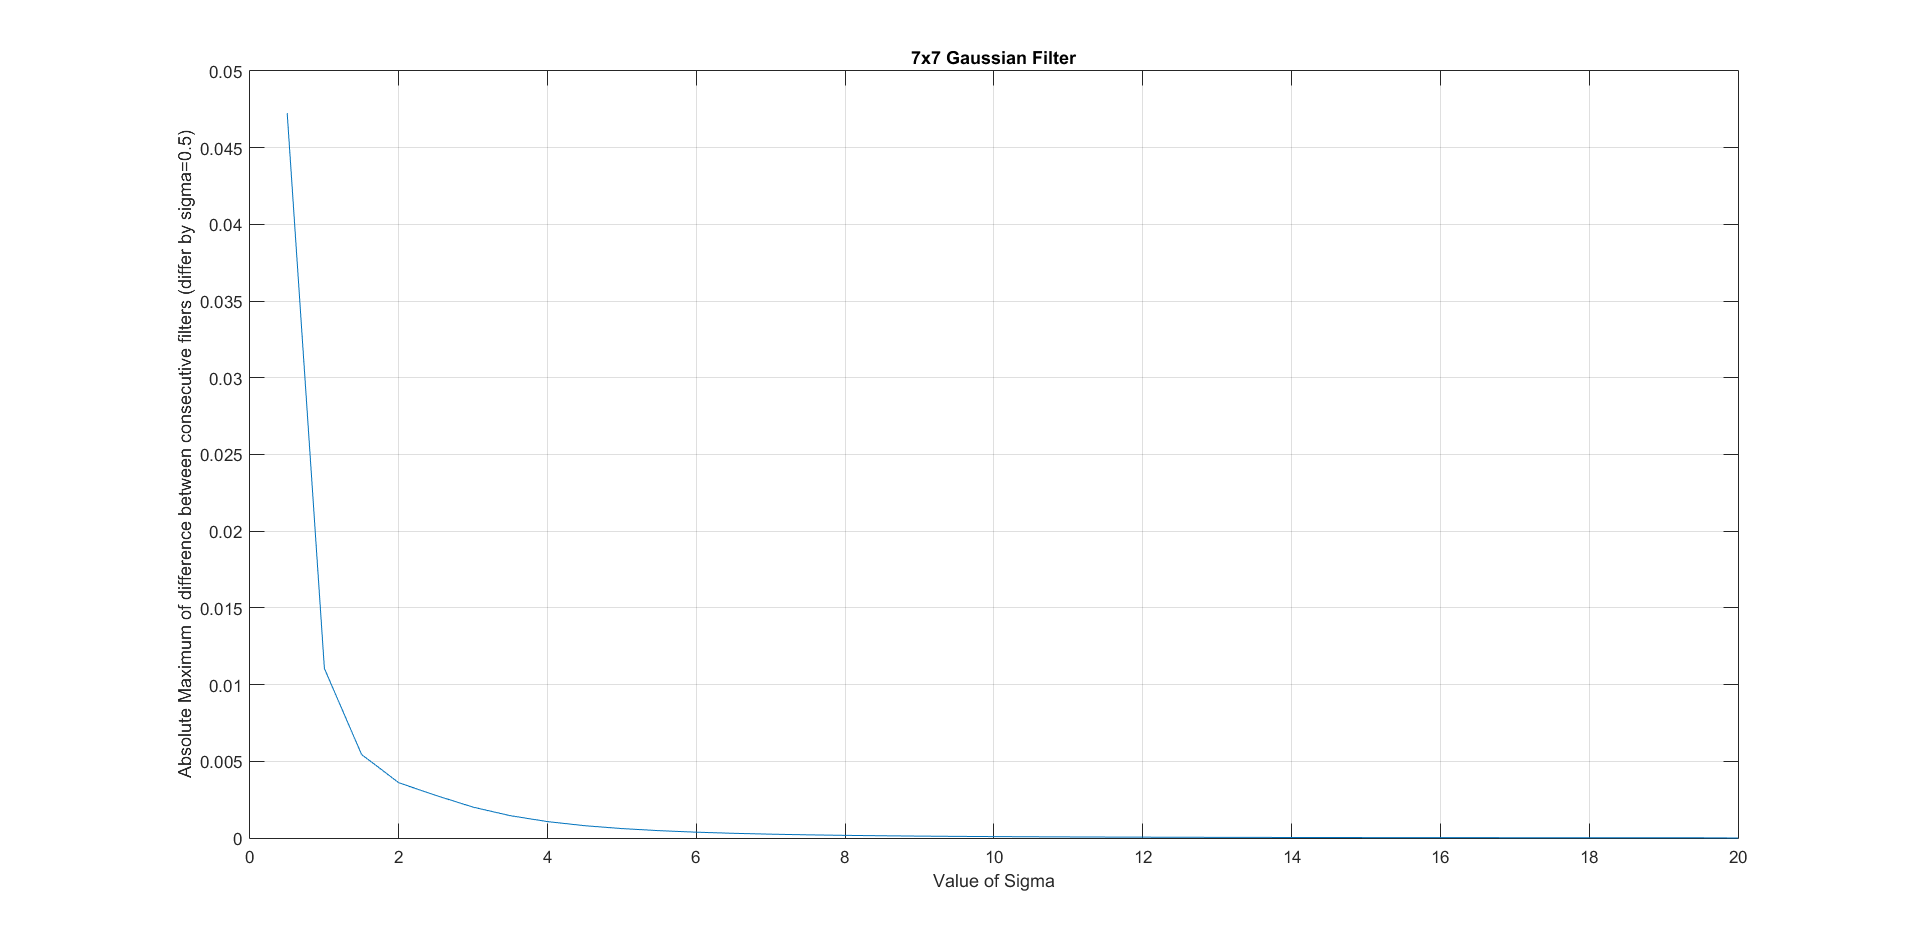 7x7 Gaussian Filter
Absolute Maximum of difference between consecutive filters (differ by sigma=0.5)
0.05
0.045
0.04
0.035
0.03
0.025
0.02
0.015
0.01
0.005
0
0 2 4 6 8 10 12 14 16 18 20
Value of Sigma